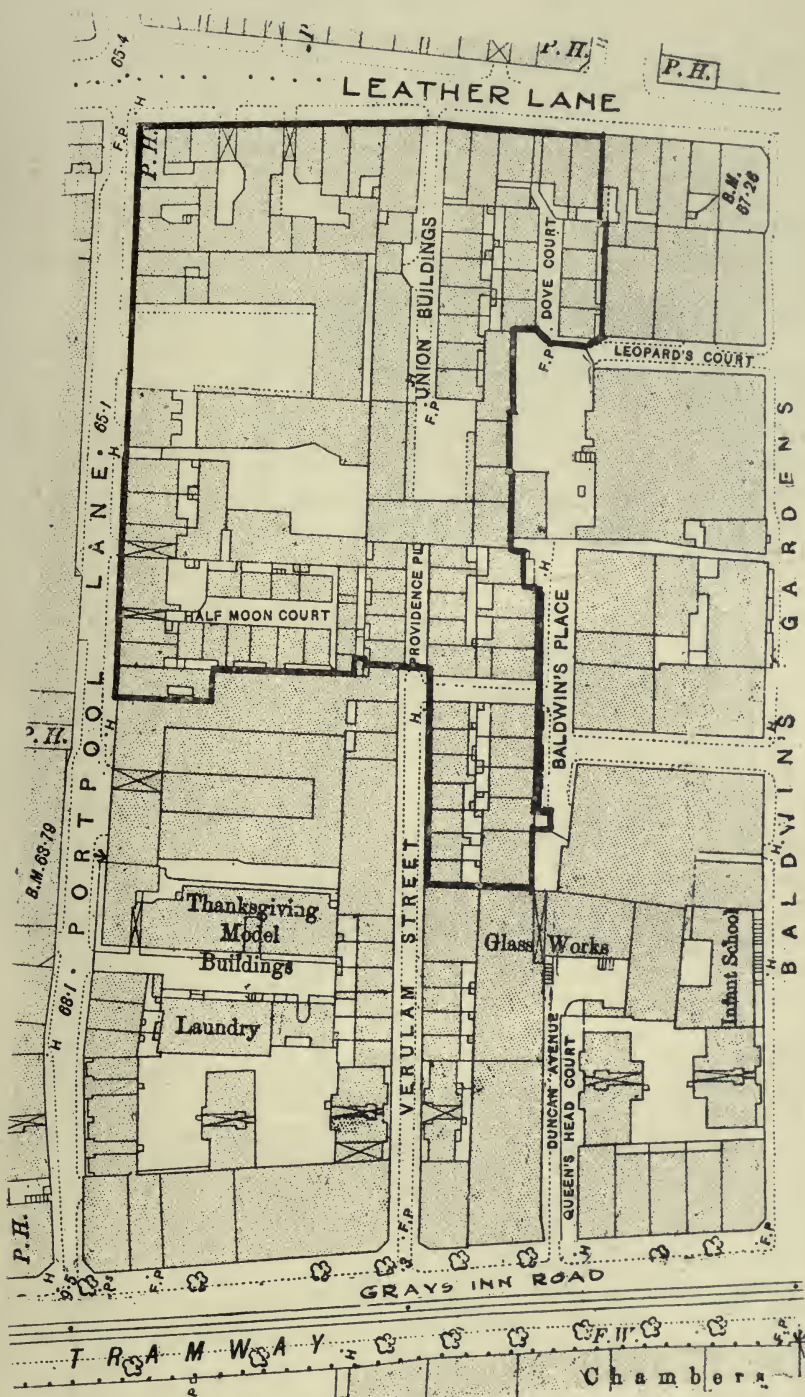 P. H.
P. H.
65·4
P
LEATHER LANE
H
F.P.
P. H.
B.M.
67·26
UNION BUILDINGS
DOVE COURT
F.P.
LEOPARD'S COURT
H
F.P.
65·1
H
PORTPOOL LANE
BALDWIN'S GARDENS
HALF MOON COURT
PROVIDENCE PL
H
BALDWIN'S PLACE
H
H
P. H.
H
B.M. 63·79
H
Thanksgiving
Model
Buildings
VERULAM STREET
Glass Works
Infant School
H
68·1
H
Laundry
DUNCAN AVENUE
QUEEN'S HEAD COURT
P. H.
H
F.P.
F.P.
H
F.P.
GRAYS INN ROAD
TRAMWAY
H
F.W.
F.P.
P
Chambers